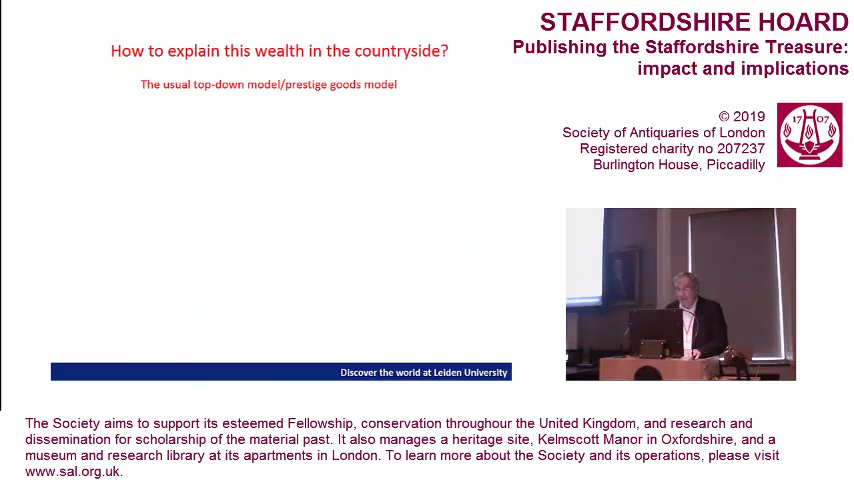 How to explain this wealth in the countryside?
The usual top-down model/prestige goods model
Discover the world at Leiden University
STAFFORDSHIRE HOARD
Publishing the Staffordshire Treasure:
impact and implications
© 2019
Society of Antiquaries of London
Registered charity no 207237
Burlington House, Piccadilly
17 07
The Society aims to support its esteemed Fellowship, conservation throughour the United Kingdom, and research and
dissemination for scholarship of the material past. It also manages a heritage site, Kelmscott Manor in Oxfordshire, and a
museum and research library at its apartments in London. To learn more about the Society and its operations, please visit
www.sal.org.uk.